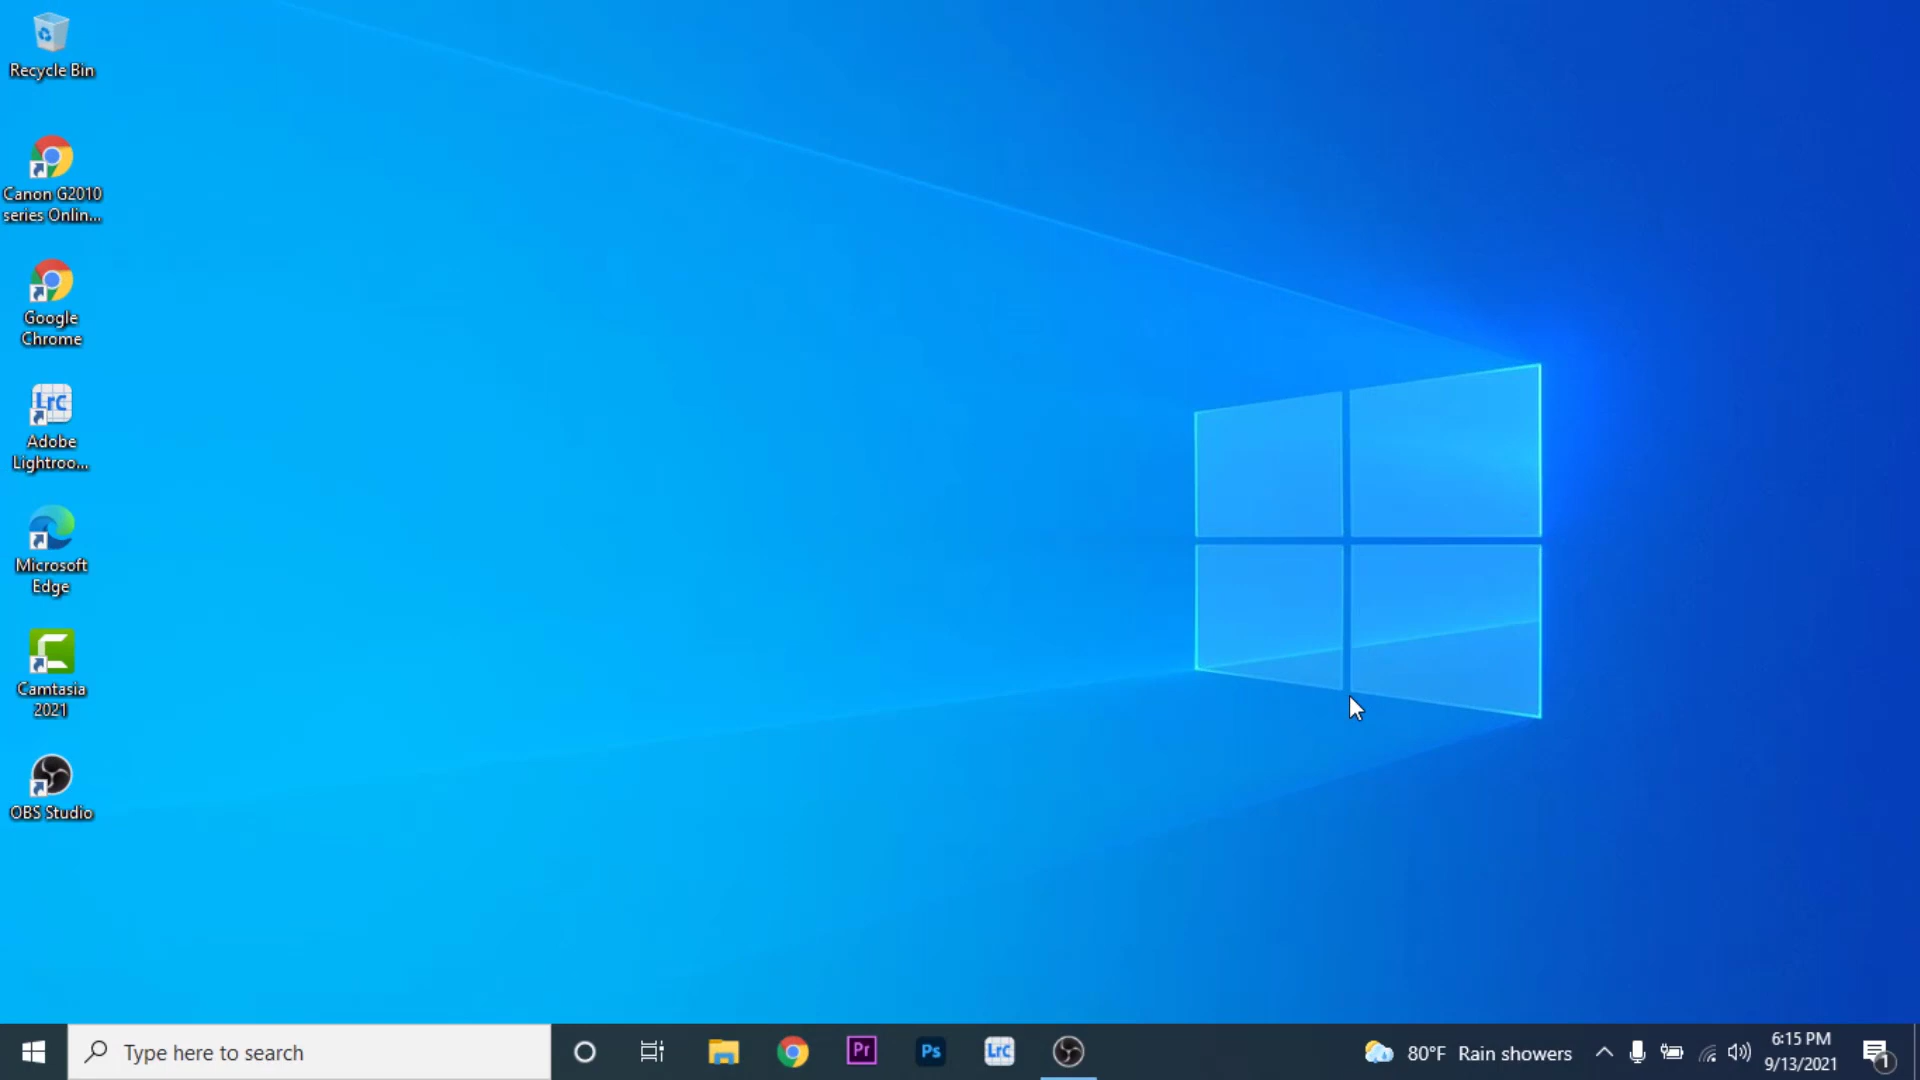 Recycle Bin
Canon G2010
series Onlin...
Google
Chrome
LrC
Adobe
Lightroo...
Microsoft
Edge
Camtasia
2021
OBS Studio
Type here to search
Pr
Ps
LrC
80°F Rain showers
6:15 PM
9/13/2021
1